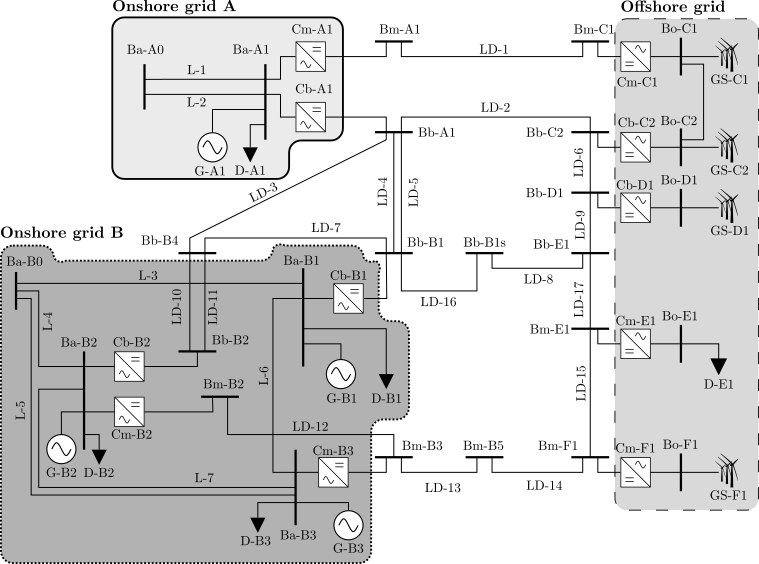 Onshore grid A
Offshore grid
Cm-A1
Bm-A1
Bm-C1
Bo-C1
Ba-A0
Ba-A1
LD-1
L-1
Cm-C1
GS-C1
Cb-A1
L-2
LD-2
Bb-A1
Bb-C2
Cb-C2
Bo-C2
G-A1
D-A1
LD-6
GS-C2
LD-3
LD-4
LD-5
Bb-D1
Cb-D1
Bo-D1
LD-9
GS-D1
Onshore grid B
LD-7
Bb-B4
Bb-B1
Bb-B1s
Bb-E1
Ba-B0
Ba-B1
L-3
Cb-B1
LD-8
LD-10
LD-11
LD-16
LD-17
L-4
Bm-E1
Cm-E1
Bo-E1
Ba-B2
Cb-B2
Bb-B2
L-6
LD-15
Bm-B2
G-B1
D-B1
D-E1
L-5
Cm-B2
LD-12
Cm-B3
Bm-B3
Bm-B5
Bm-F1
Cm-F1
Bo-F1
G-B2
D-B2
L-7
LD-13
LD-14
GS-F1
D-B3
Ba-B3
G-B3